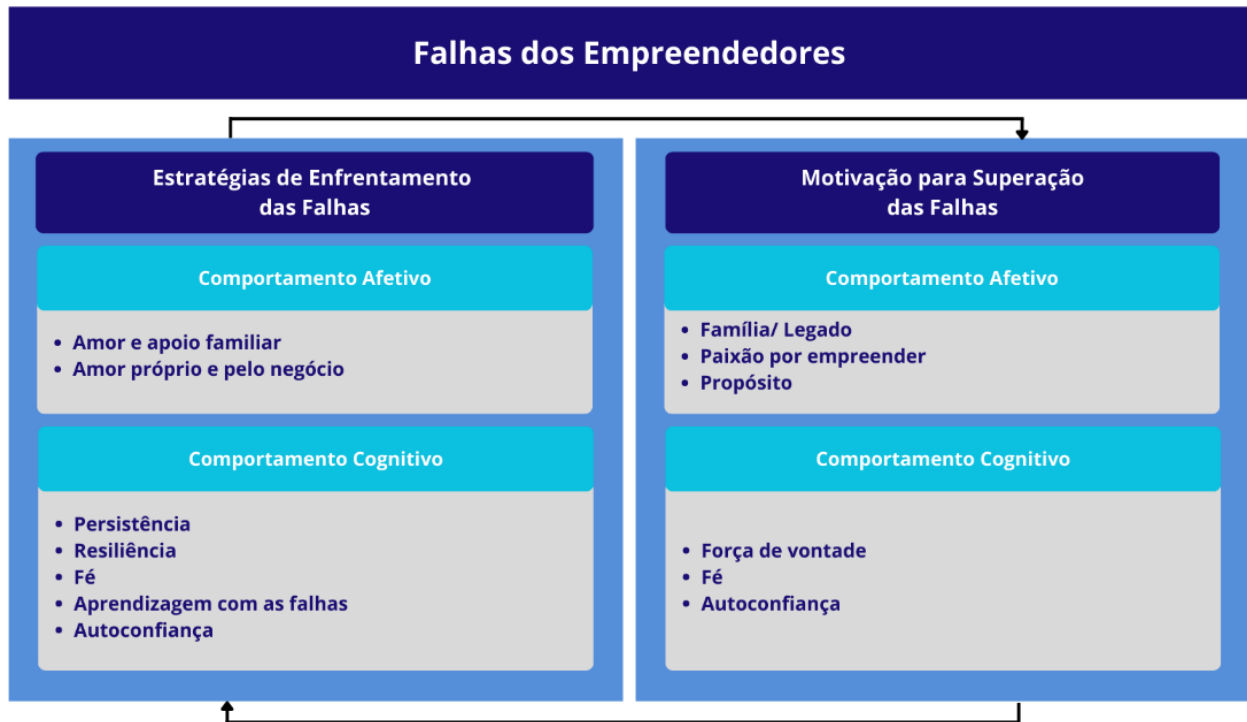 Falhas dos Empreendedores
Estratégias de Enfrentamento
das Falhas
Comportamento Afetivo
• Amor e apoio familiar
• Amor próprio e pelo negócio
Comportamento Cognitivo
• Persistência
• Resiliência
• Fé
• Aprendizagem com as falhas
• Autoconfiança
Motivação para Superação
das Falhas
Comportamento Afetivo
• Família/ Legado
• Paixão por empreender
• Propósito
Comportamento Cognitivo
• Força de vontade
• Fé
• Autoconfiança